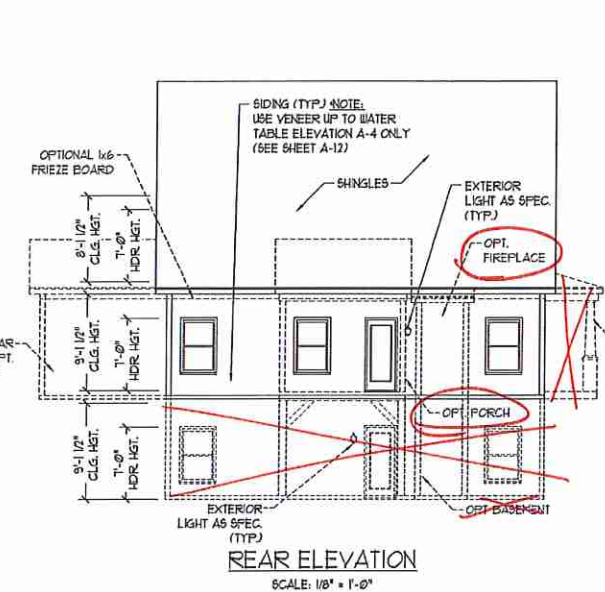 SIDING (TYP.) NOTE:
USE VENEER UP TO WATER
TABLE ELEVATION A-4 ONLY
(SEE SHEET A-12)
OPTIONAL 1x6
FRIEZE BOARD
SHINGLES
EXTERIOR
LIGHT AS SPEC.
(TYP.)
OPT.
FIREPLACE
8'-1 1/2"
CLG. HGT.
7'-0"
HDR. HGT.
9'-1 1/2"
CLG. HGT.
7'-0"
HDR. HGT.
OPT. PORCH
9'-1 1/2"
CLG. HGT.
7'-0"
HDR. HGT.
EXTERIOR
LIGHT AS SPEC.
(TYP.)
OPT BASEMENT
REAR ELEVATION
SCALE: 1/8" = 1'-0"